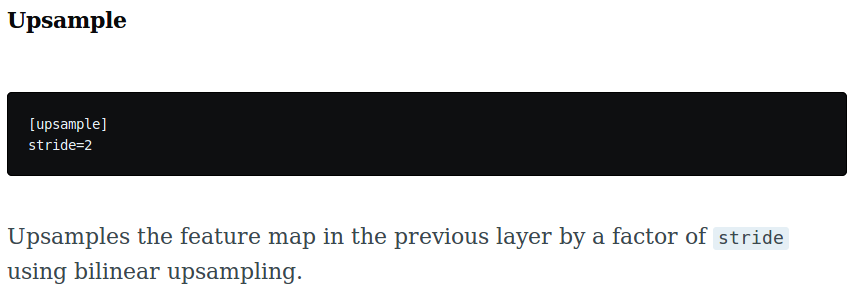 Upsample
[upsample]
stride=2
Upsamples the feature map in the previous layer by a factor of stride
using bilinear upsampling.